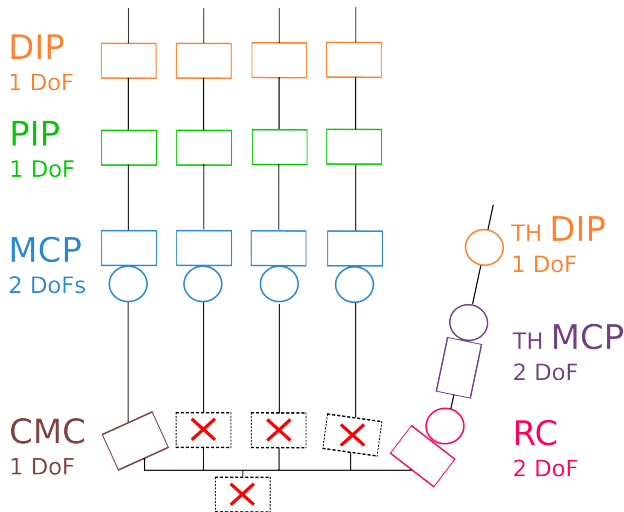 DIP
1 DoF
PIP
1 DoF
MCP
2 DoFs
CMC
1 DoF
TH DIP
1 DoF
TH MCP
2 DoF
RC
2 DoF